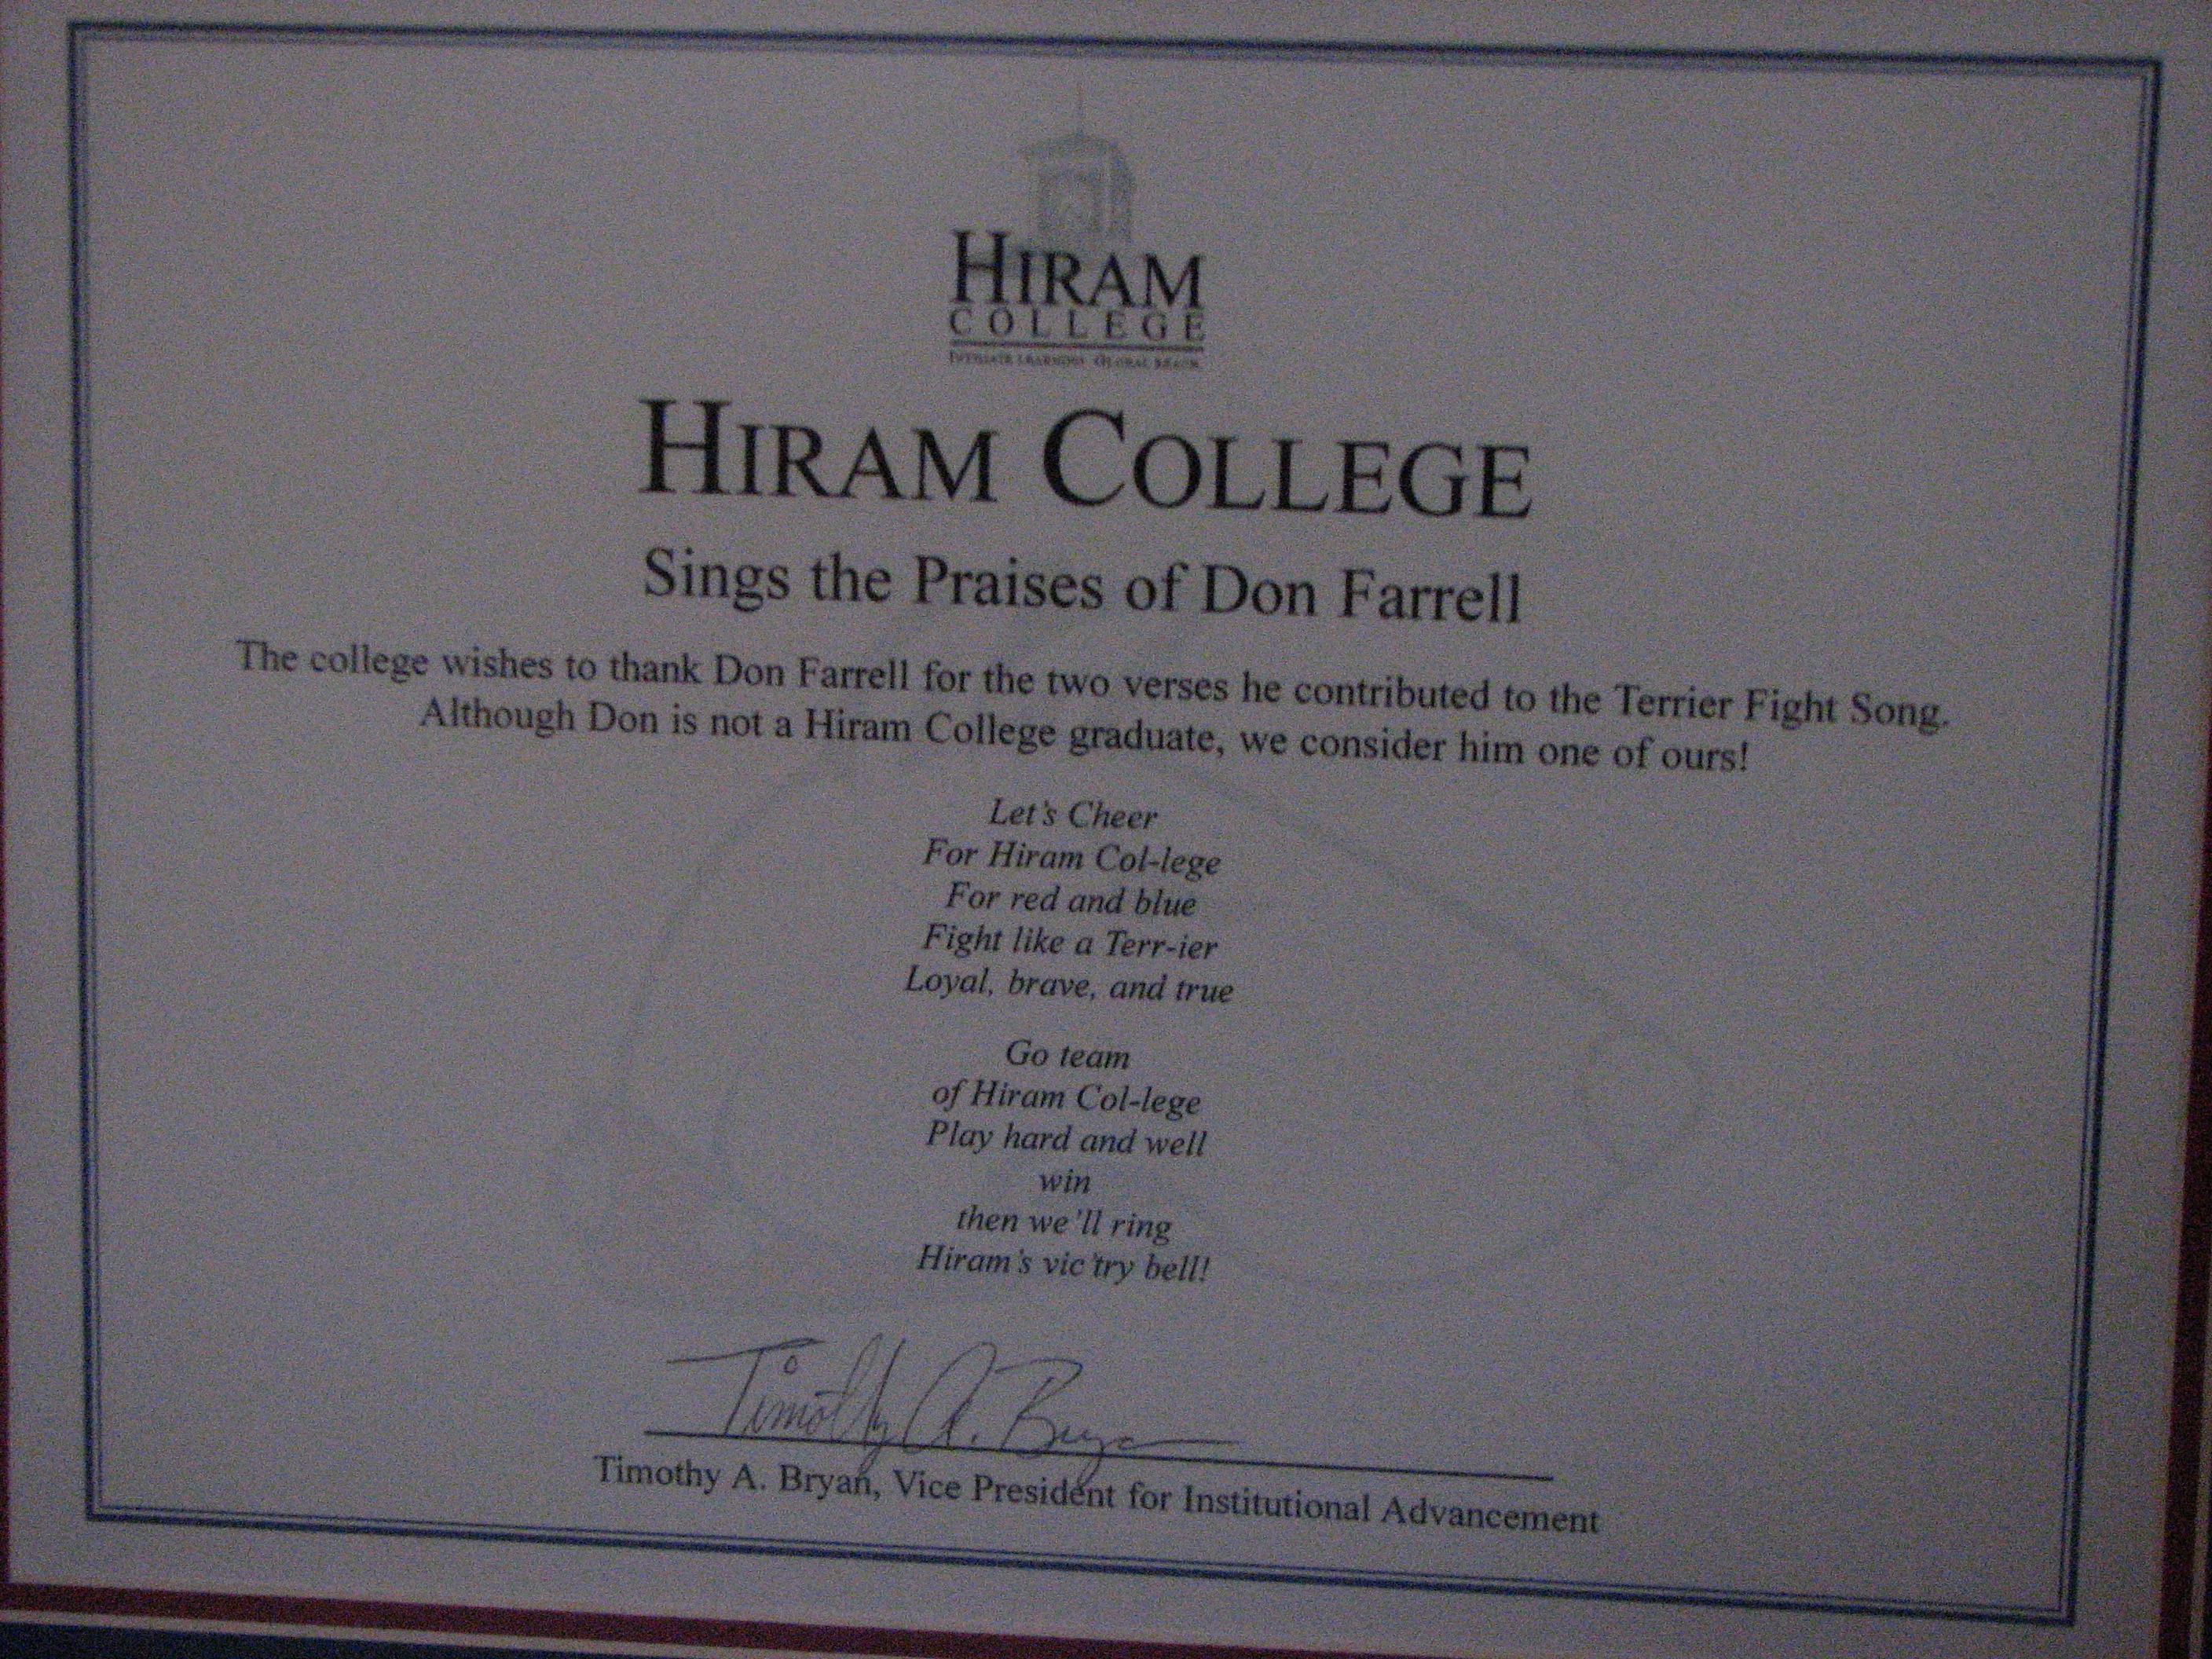 HIRAM
COLLEGE
INTIMATE LEARNING. GLOBAL REACH.
HIRAM COLLEGE
Sings the Praises of Don Farrell
The college wishes to thank Don Farrell for the two verses he contributed to the Terrier Fight Song.
Although Don is not a Hiram College graduate, we consider him one of ours!
Let's Cheer
For Hiram Col-lege
For red and blue
Fight like a Terr-ier
Loyal, brave, and true
Go team
of Hiram Col-lege
Play hard and well
win
then we'll ring
Hiram's vic'try bell!
Timothy A. Bryan
Timothy A. Bryan, Vice President for Institutional Advancement